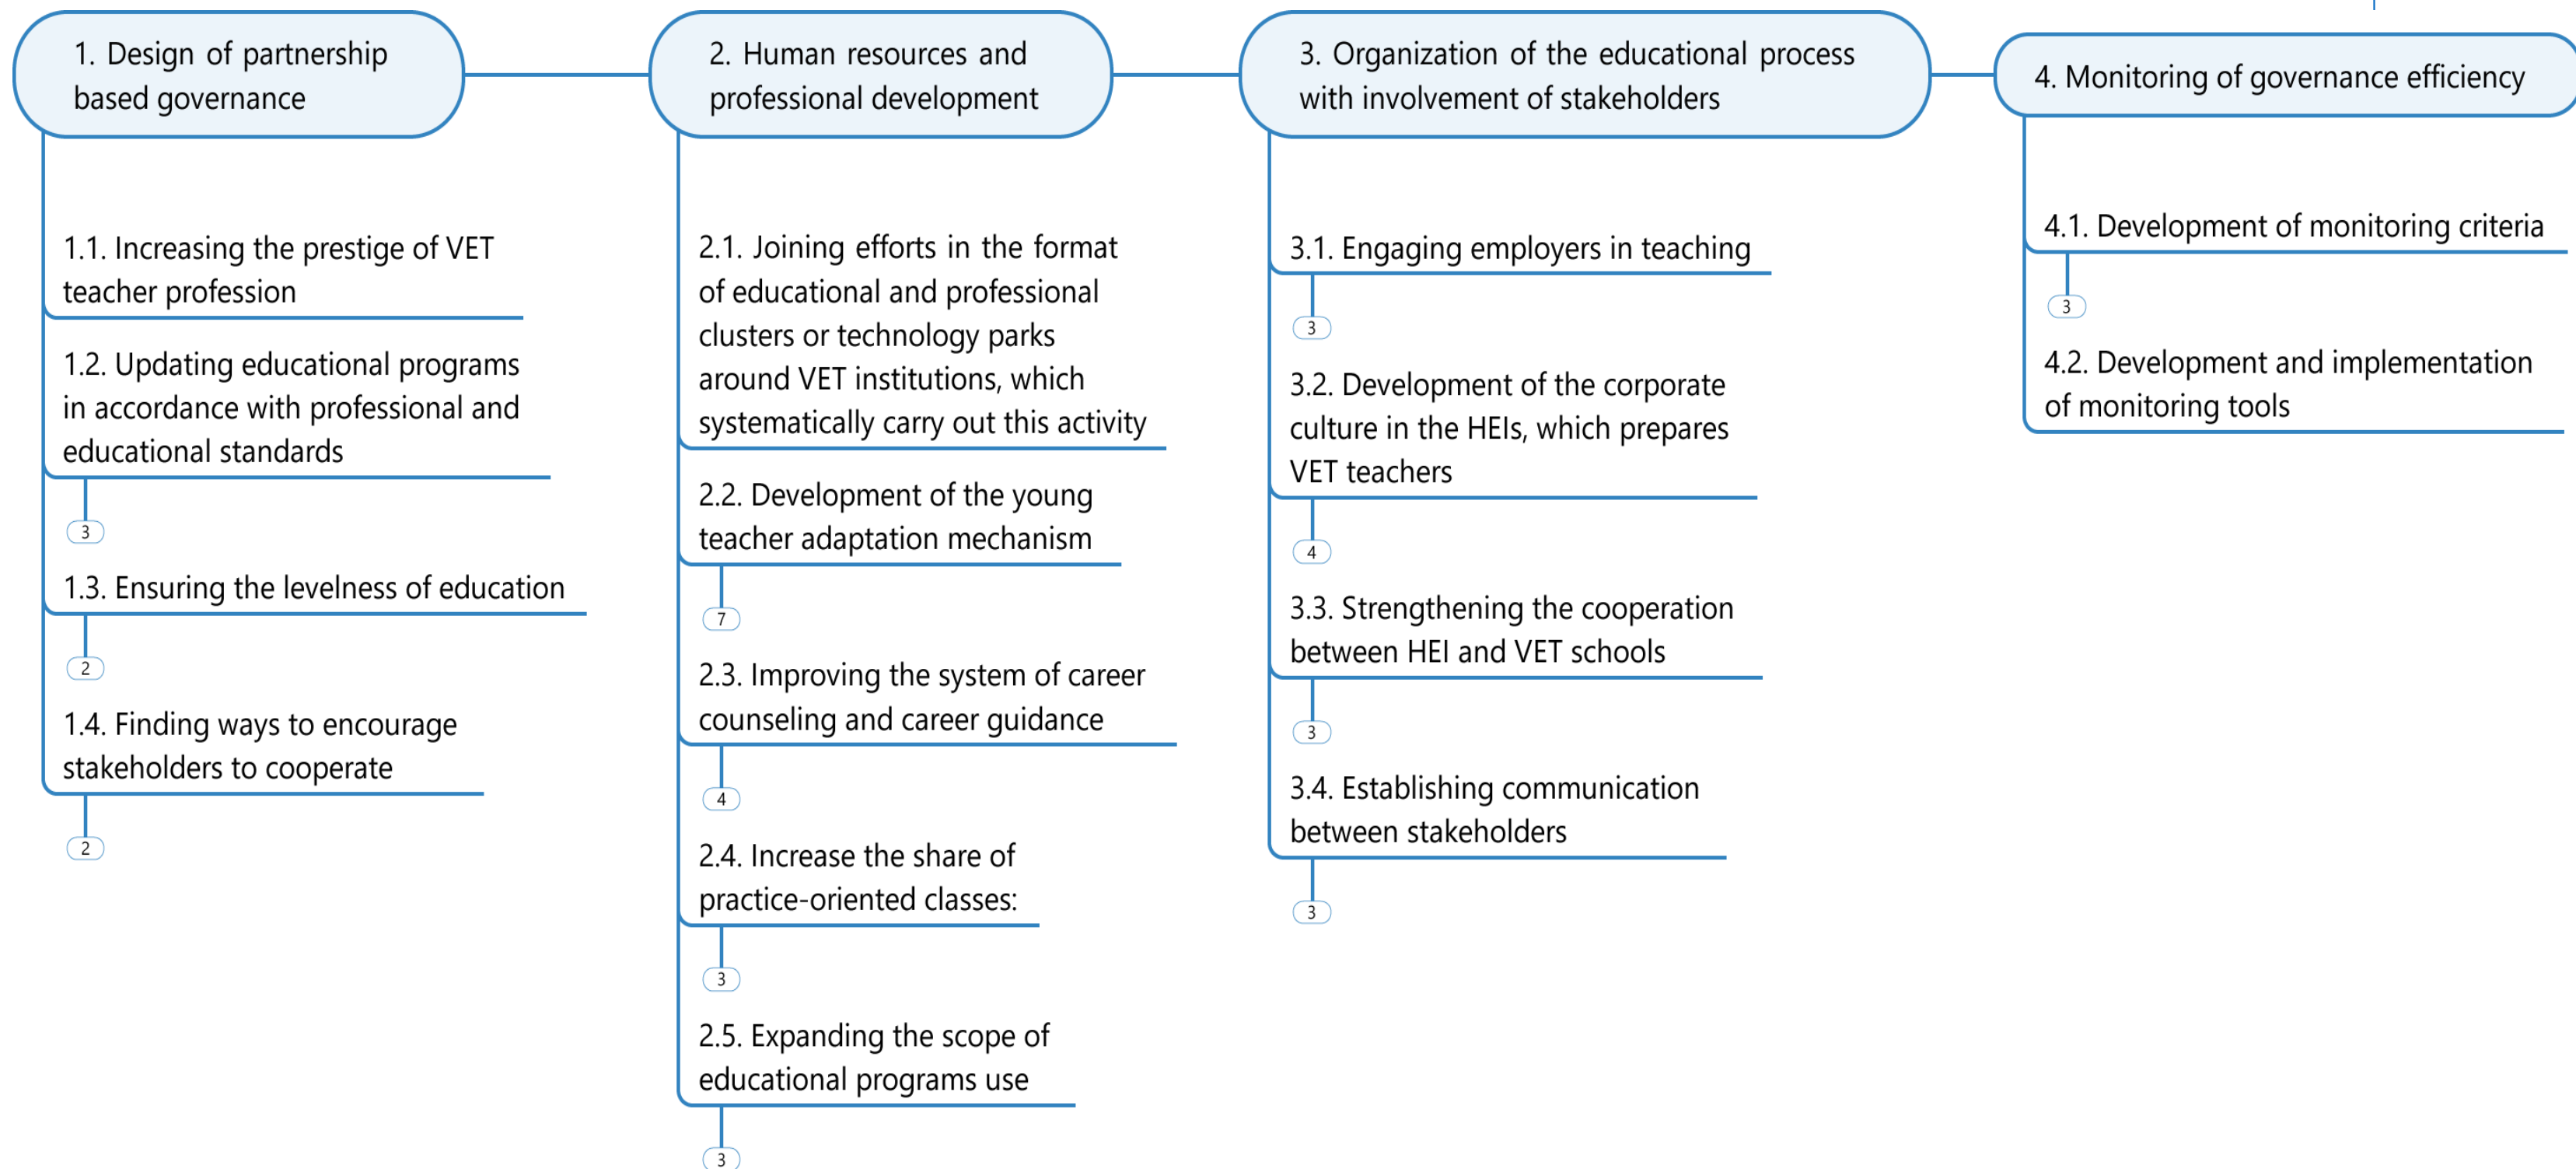 1. Design of partnership
based governance
1.1. Increasing the prestige of VET
teacher profession
1.2. Updating educational programs
in accordance with professional and
educational standards
3
1.3. Ensuring the levelness of education
2
1.4. Finding ways to encourage
stakeholders to cooperate
2
2. Human resources and
professional development
2.1. Joining efforts in the format
of educational and professional
clusters or technology parks
around VET institutions, which
systematically carry out this activity
2.2. Development of the young
teacher adaptation mechanism
7
2.3. Improving the system of career
counseling and career guidance
4
2.4. Increase the share of
practice-oriented classes:
3
2.5. Expanding the scope of
educational programs use
3
3. Organization of the educational process
with involvement of stakeholders
3.1. Engaging employers in teaching
3
3.2. Development of the corporate
culture in the HEIs, which prepares
VET teachers
4
3.3. Strengthening the cooperation
between HEI and VET schools
3
3.4. Establishing communication
between stakeholders
3
4. Monitoring of governance efficiency
4.1. Development of monitoring criteria
3
4.2. Development and implementation
of monitoring tools